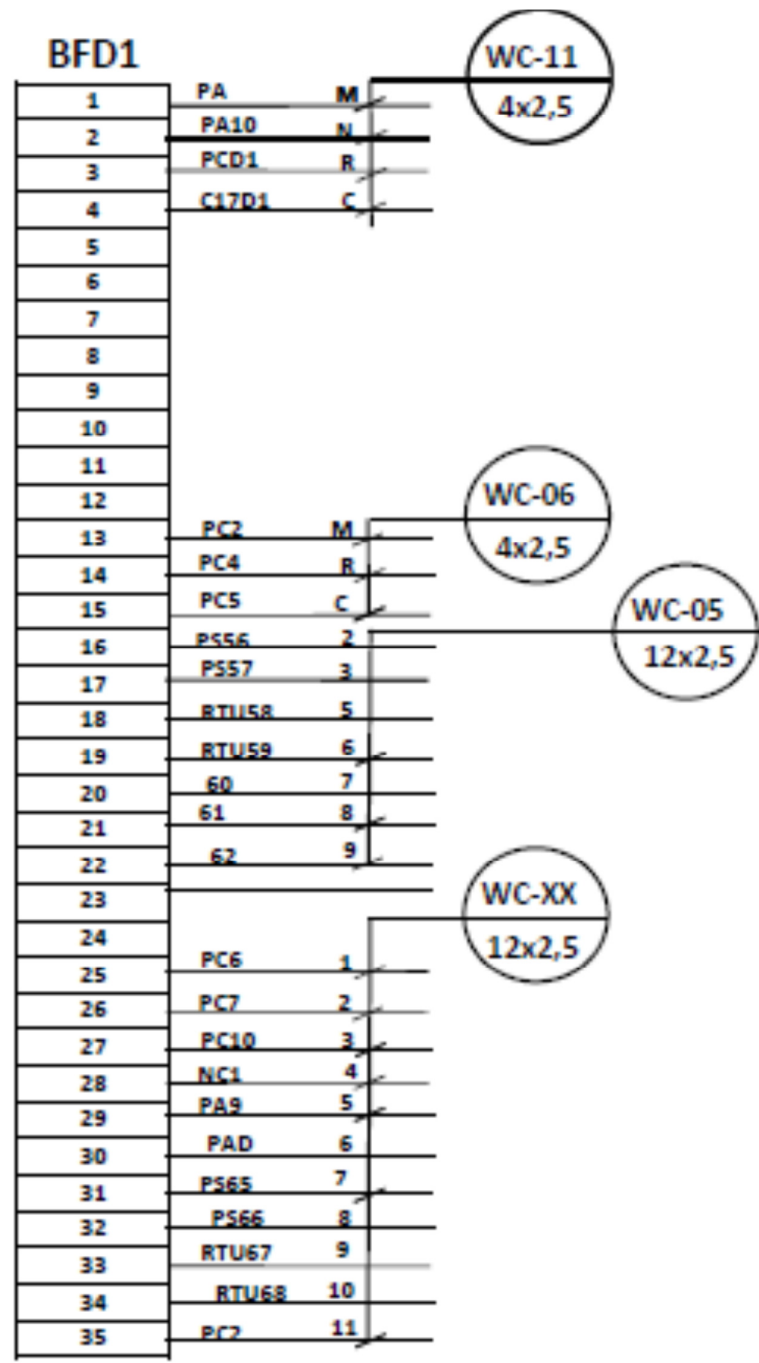 BFD1
WC-11
4x2,5
1 PA M
2 PA10 N
3 PCD1 R
4 C17D1 C
5
6
7
8
9
10
11
12
WC-06
4x2,5
13 PC2 M
14 PC4 R
15 PC5 C
WC-05
12x2,5
16 PS56 2
17 PS57 3
18 RTU58 5
19 RTU59 6
20 60 7
21 61 8
22 62 9
23
WC-XX
12x2,5
24
25 PC6 1
26 PC7 2
27 PC10 3
28 NC1 4
29 PA9 5
30 PAD 6
31 PS65 7
32 PS66 8
33 RTU67 9
34 RTU68 10
35 PC2 11